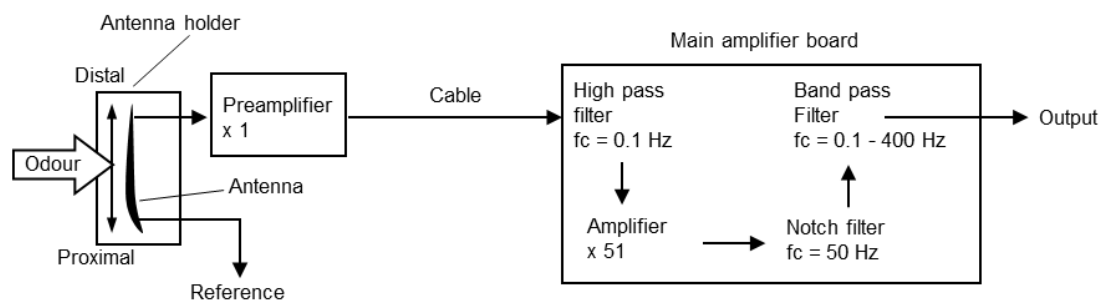 Antenna holder
Distal
Odour
Proximal
Antenna
Reference
Preamplifier
x 1
Cable
Main amplifier board
High pass
filter
fc = 0.1 Hz
Amplifier
x 51
Notch filter
fc = 50 Hz
Band pass
Filter
fc = 0.1 - 400 Hz
Output